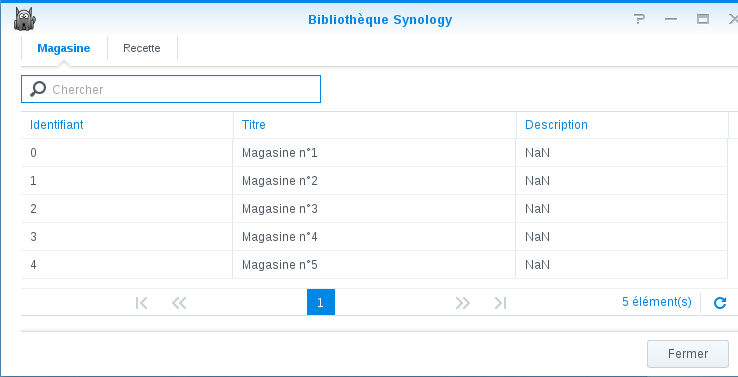 Bibliothèque Synology
Magasine Recette
Chercher
Identifiant Titre Description
0 Magasine n°1 NaN
1 Magasine n°2 NaN
2 Magasine n°3 NaN
3 Magasine n°4 NaN
4 Magasine n°5 NaN
1 5 élément(s)
Fermer